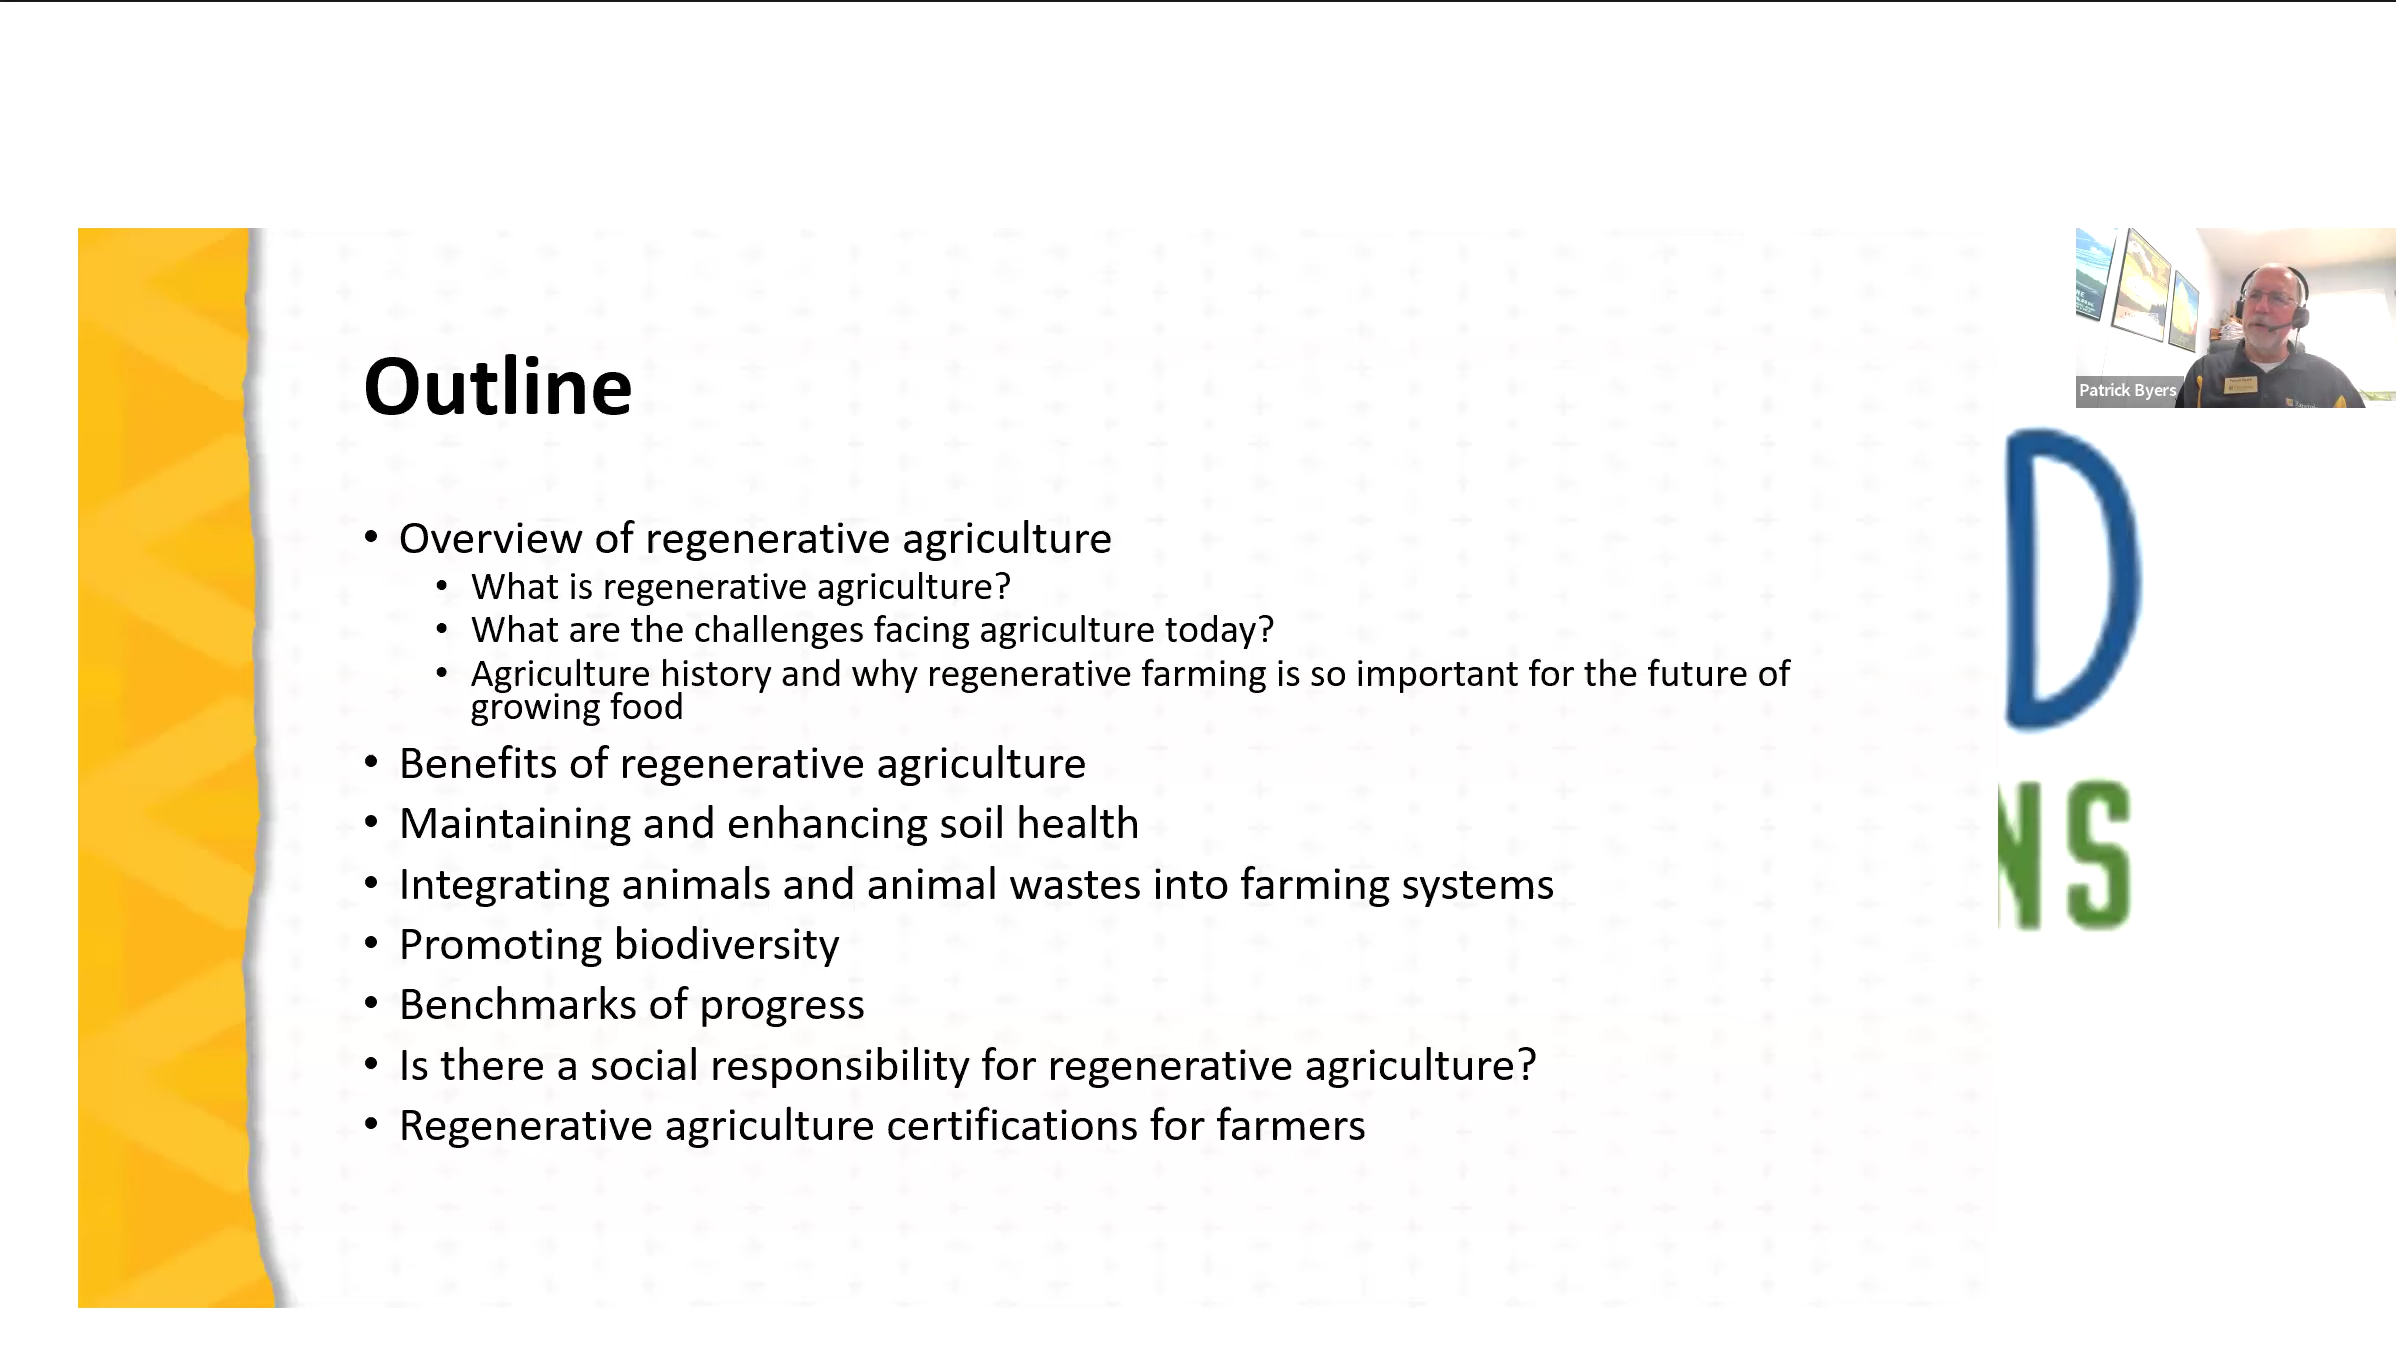 Outline
• Overview of regenerative agriculture
• What is regenerative agriculture?
• What are the challenges facing agriculture today?
• Agriculture history and why regenerative farming is so important for the future of
growing food
• Benefits of regenerative agriculture
• Maintaining and enhancing soil health
• Integrating animals and animal wastes into farming systems
• Promoting biodiversity
• Benchmarks of progress
• Is there a social responsibility for regenerative agriculture?
• Regenerative agriculture certifications for farmers
Patrick Byers
D
NS